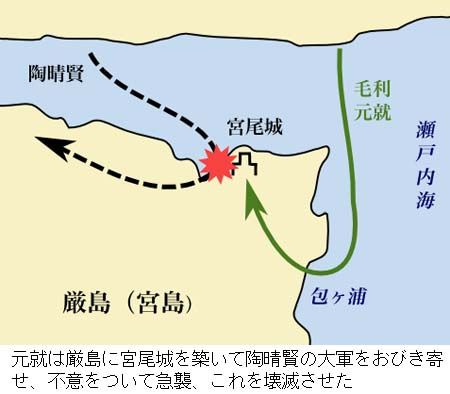 陶晴賢
毛利
元就
宮尾城
瀬戸内海
厳島（宮島）
包ヶ浦
元就は厳島に宮尾城を築いて陶晴賢の大軍をおびき寄
せ、不意をついて急襲、これを壊滅させた